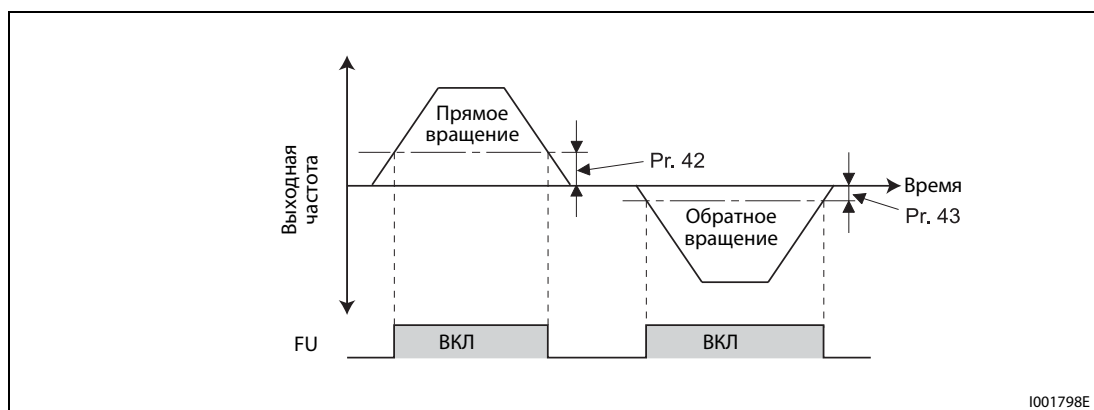 Выходная
частота
Прямое
вращение
Pr. 42
Время
Обратное
вращение
Pr. 43
FU
ВКЛ
ВКЛ
I001798E